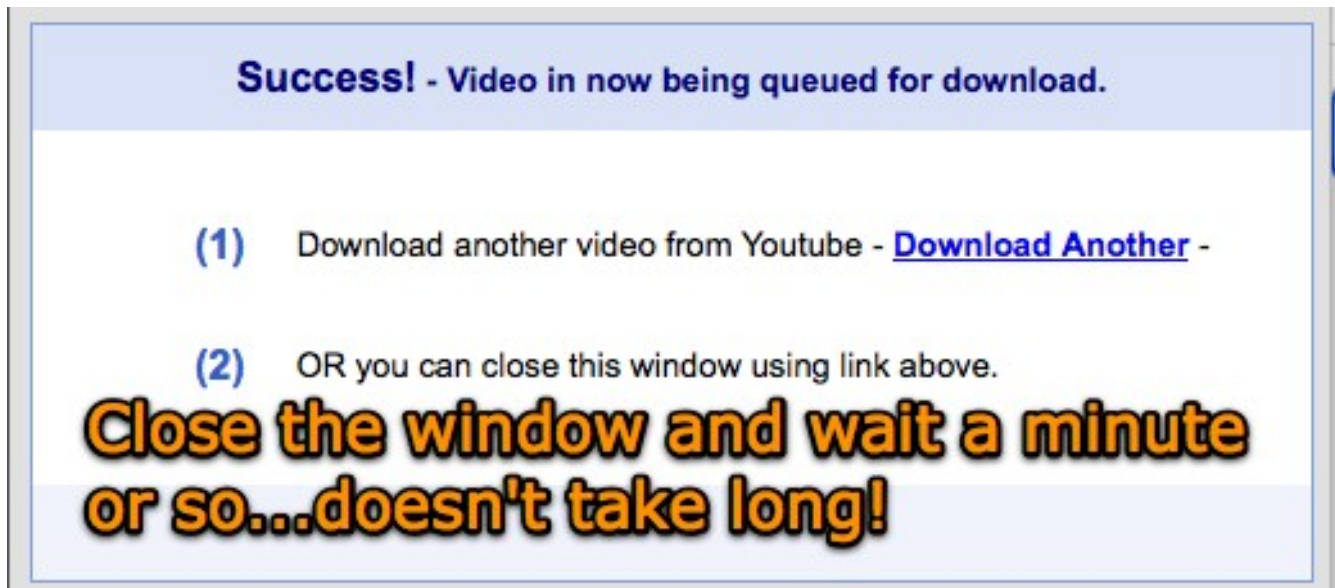 Success! - Video in now being queued for download.
(1) Download another video from Youtube - Download Another -
(2) OR you can close this window using link above.
Close the window and wait a minute
or so...doesn't take long!